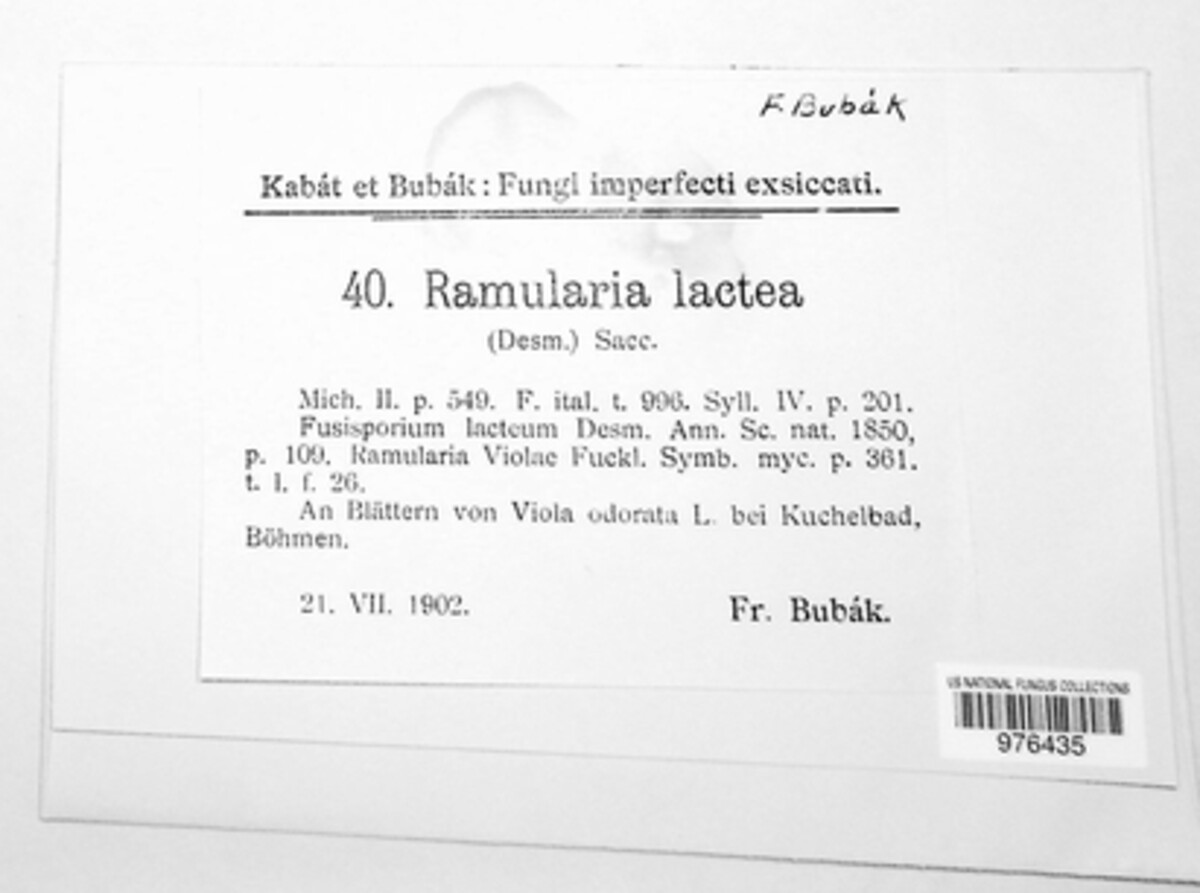 F. Bubák
Kabát et Bubák: Fungi imperfecti exsiccati.
40. Ramularia lactea
(Desm.) Sacc.
Mich. II. p. 549. F. ital. t. 996. Syll. IV. p. 201.
Fusisporium lacteum Desm. Ann. Sc. nat. 1850,
p. 109. Ramularia Violae Fuckl. Symb. myc. p. 361.
t. I. f. 26.
An Blättern von Viola odorata L. bei Kuchelbad,
Böhmen.
21. VII. 1902.
Fr. Bubák.
US NATIONAL FUNGUS COLLECTIONS
976435